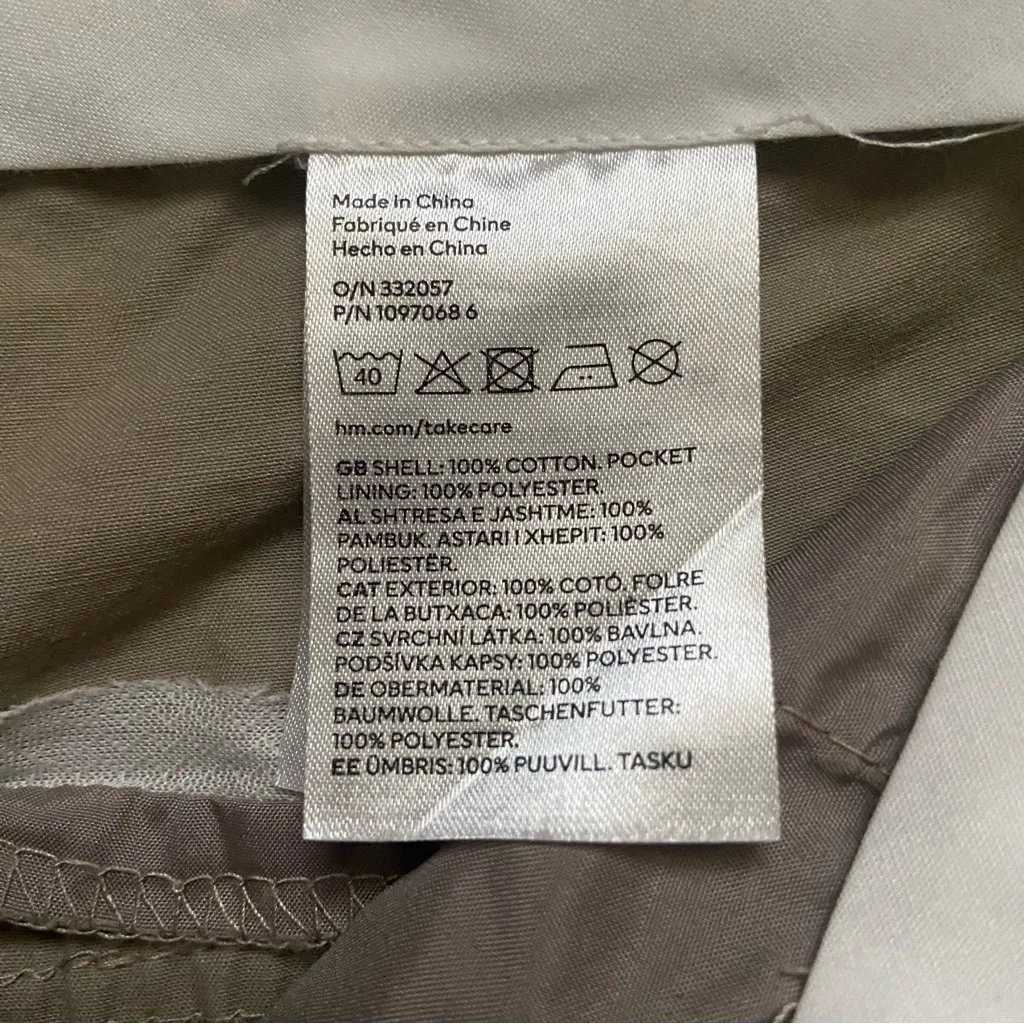 Made in China
Fabriqué en Chine
Hecho en China
O/N 332057
P/N 1097068 6
40
hm.com/takecare
GB SHELL: 100% COTTON. POCKET
LINING: 100% POLYESTER.
AL SHTRESA E JASHTME: 100%
PAMBUK. ASTARI I XHEPIT: 100%
POLIESTËR.
CAT EXTERIOR: 100% COTÓ. FOLRE
DE LA BUTXACA: 100% POLIÈSTER.
CZ SVRCHNÍ LÁTKA: 100% BAVLNA.
PODŠÍVKA KAPSY: 100% POLYESTER.
DE OBERMATERIAL: 100%
BAUMWOLLE. TASCHENFUTTER:
100% POLYESTER.
EE ÜMBRIS: 100% PUUVILL. TASKU